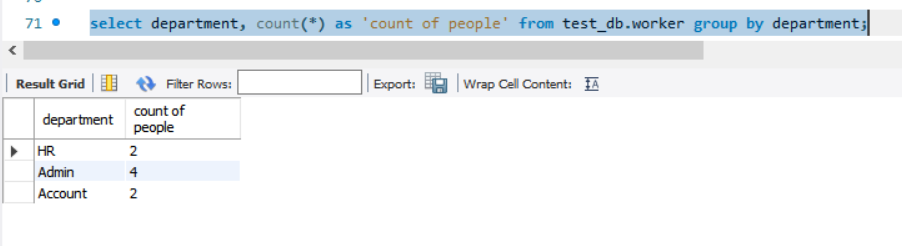 71 select department, count(*) as 'count of people' from test_db.worker group by department;
Result Grid Filter Rows: Export: Wrap Cell Content:
department count of
people
HR 2
Admin 4
Account 2